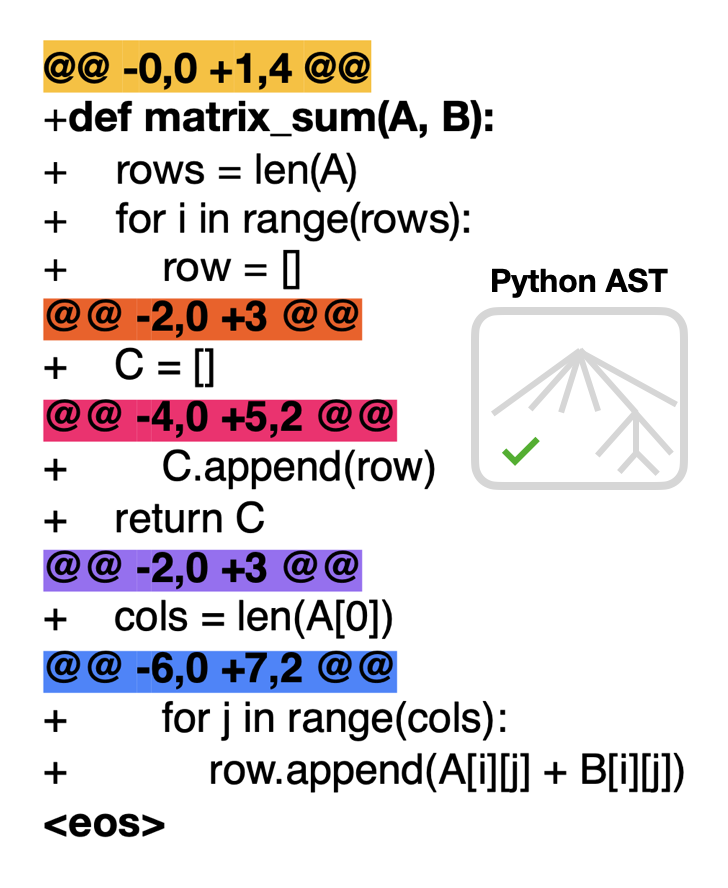 @@ -0,0 +1,4 @@
+def matrix_sum(A, B):
+    rows = len(A)
+    for i in range(rows):
+        row = []
@@ -2,0 +3 @@
+    C = []
@@ -4,0 +5,2 @@
+        C.append(row)
+    return C
@@ -2,0 +3 @@
+    cols = len(A[0])
@@ -6,0 +7,2 @@
+        for j in range(cols):
+            row.append(A[i][j] + B[i][j])
<eos>
Python AST